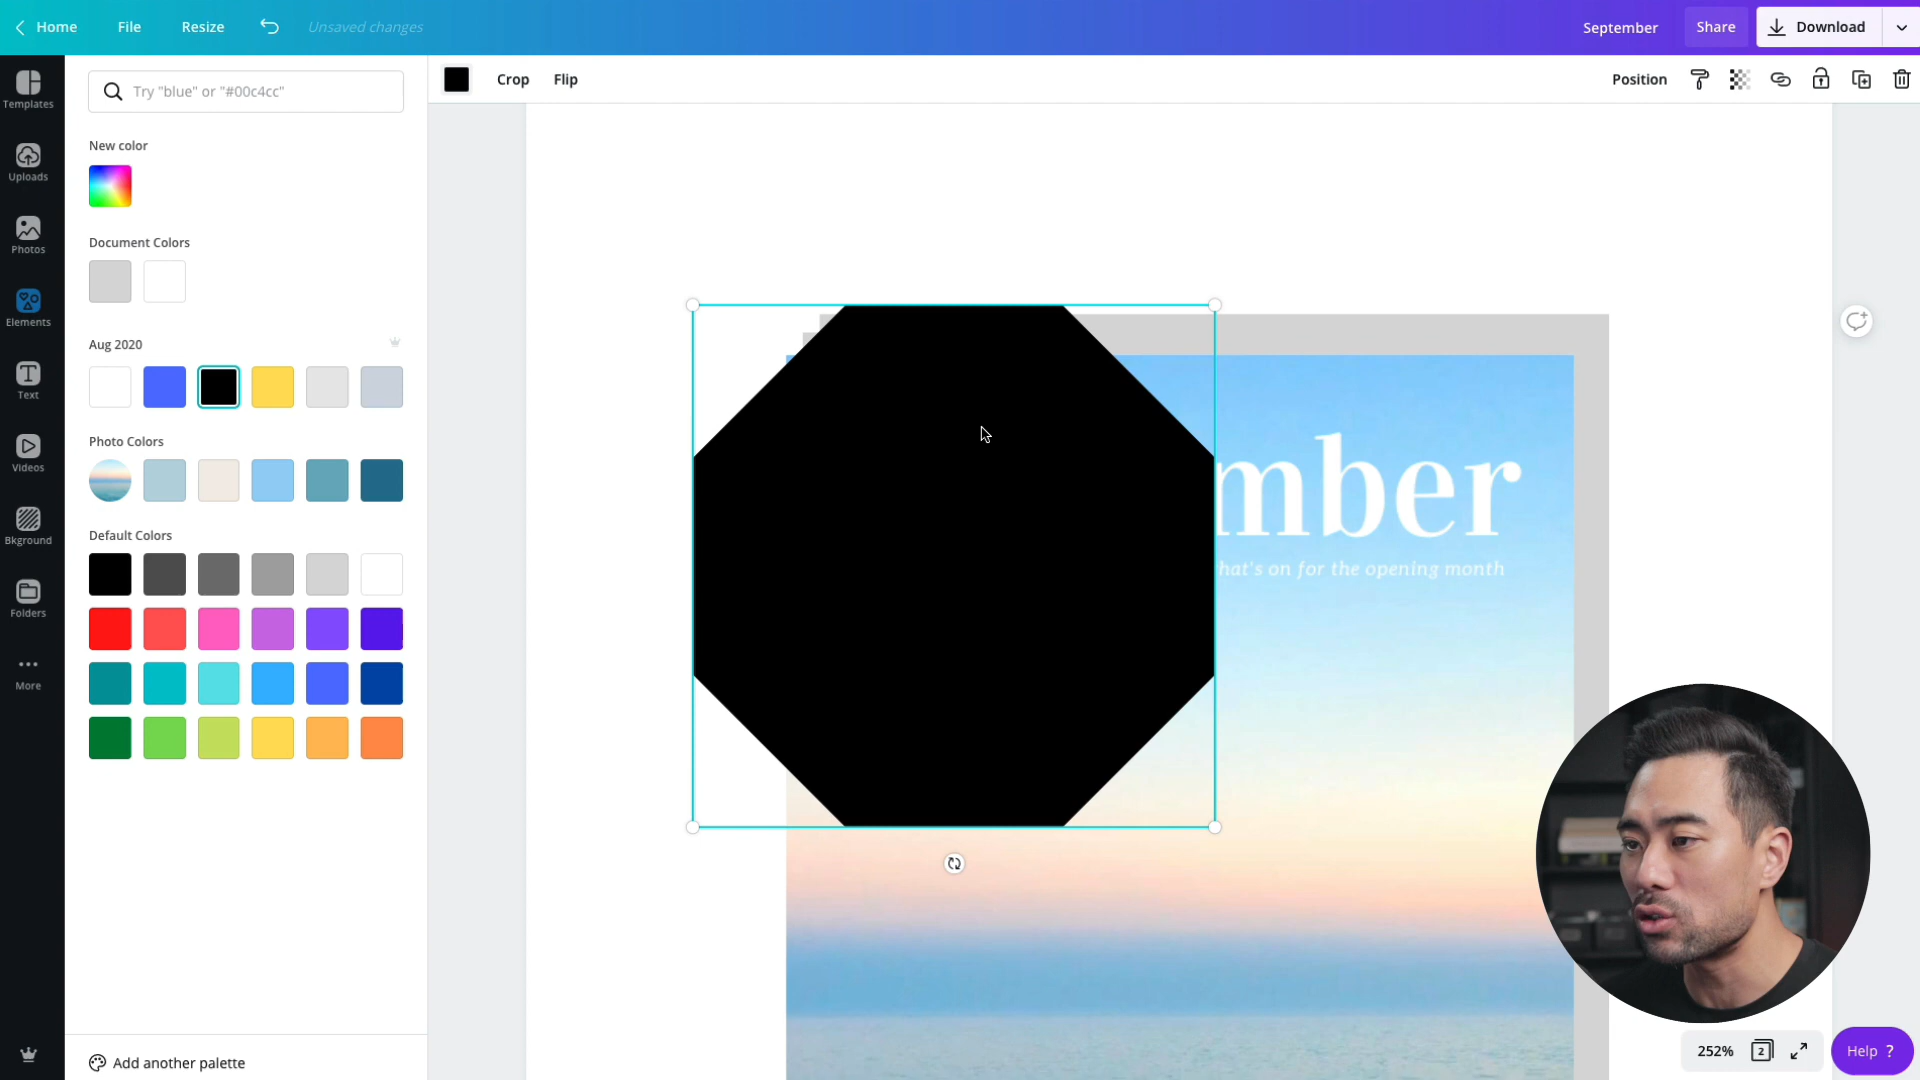 Home
File
Resize
Unsaved changes
September
Share
Download
Templates
Uploads
Photos
Elements
Text
Videos
Bkground
Folders
More
Try "blue" or "#00c4cc"
New color
Document Colors
Aug 2020
Photo Colors
Default Colors
Add another palette
Crop
Flip
Position
mber
hat's on for the opening month
252%
2
Help ?